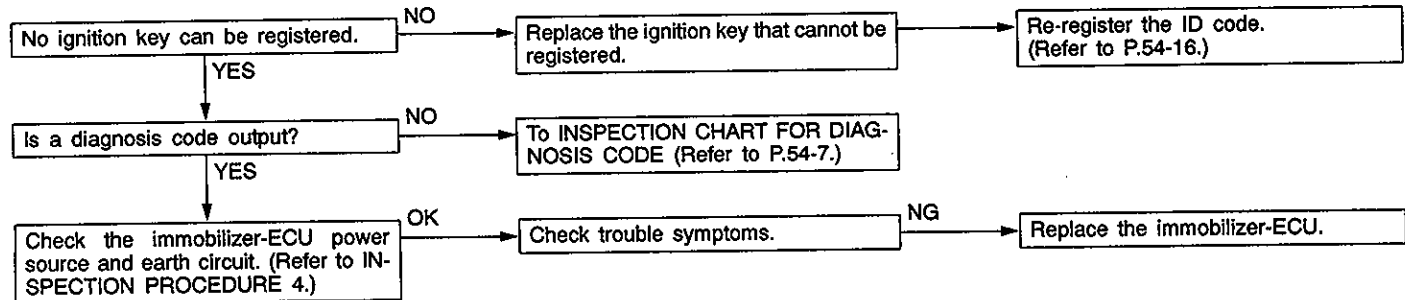 No ignition key can be registered.
NO
Replace the ignition key that cannot be
registered.
Re-register the ID code.
(Refer to P.54-16.)
YES
Is a diagnosis code output?
NO
To INSPECTION CHART FOR DIAG-
NOSIS CODE (Refer to P.54-7.)
YES
Check the immobilizer-ECU power
source and earth circuit. (Refer to IN-
SPECTION PROCEDURE 4.)
OK
Check trouble symptoms.
NG
Replace the immobilizer-ECU.